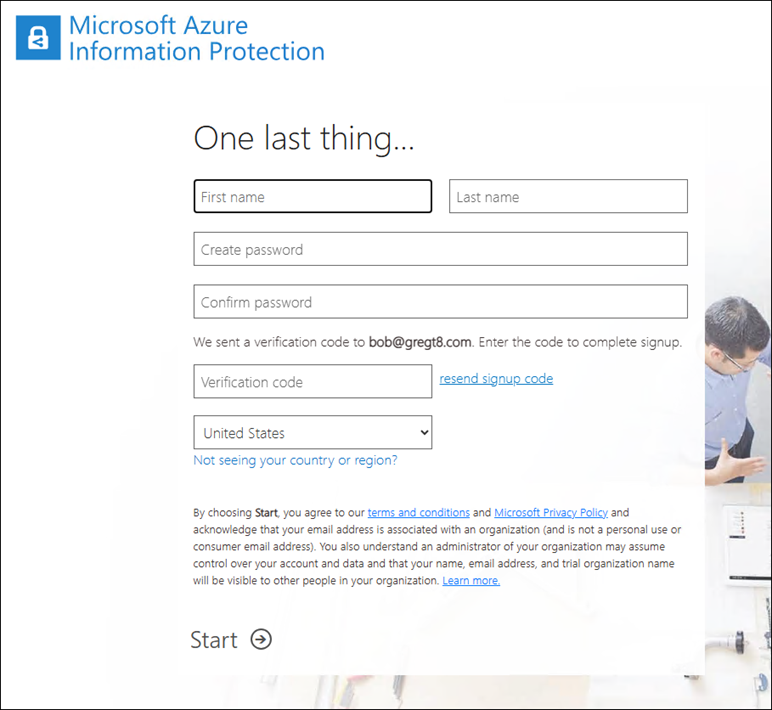 Microsoft Azure
Information Protection
One last thing...
First name
Last name
Create password
Confirm password
We sent a verification code to bob@gregt8.com. Enter the code to complete signup.
Verification code
resend signup code
United States
Not seeing your country or region?
By choosing Start, you agree to our terms and conditions and Microsoft Privacy Policy and
acknowledge that your email address is associated with an organization (and is not a personal use or
consumer email address). You also understand an administrator of your organization may assume
control over your account and data and that your name, email address, and trial organization name
will be visible to other people in your organization. Learn more.
Start